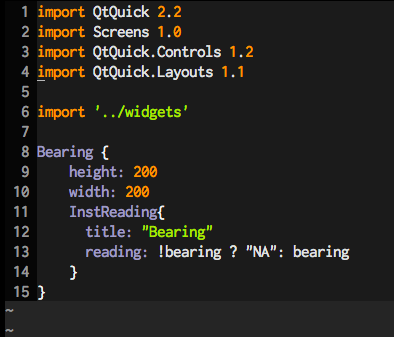 1 import QtQuick 2.2
2 import Screens 1.0
3 import QtQuick.Controls 1.2
4 import QtQuick.Layouts 1.1
5
6 import '../widgets'
7
8 Bearing {
9     height: 200
10     width: 200
11     InstReading{
12       title: "Bearing"
13       reading: !bearing ? "NA": bearing
14     }
15 }
~
~